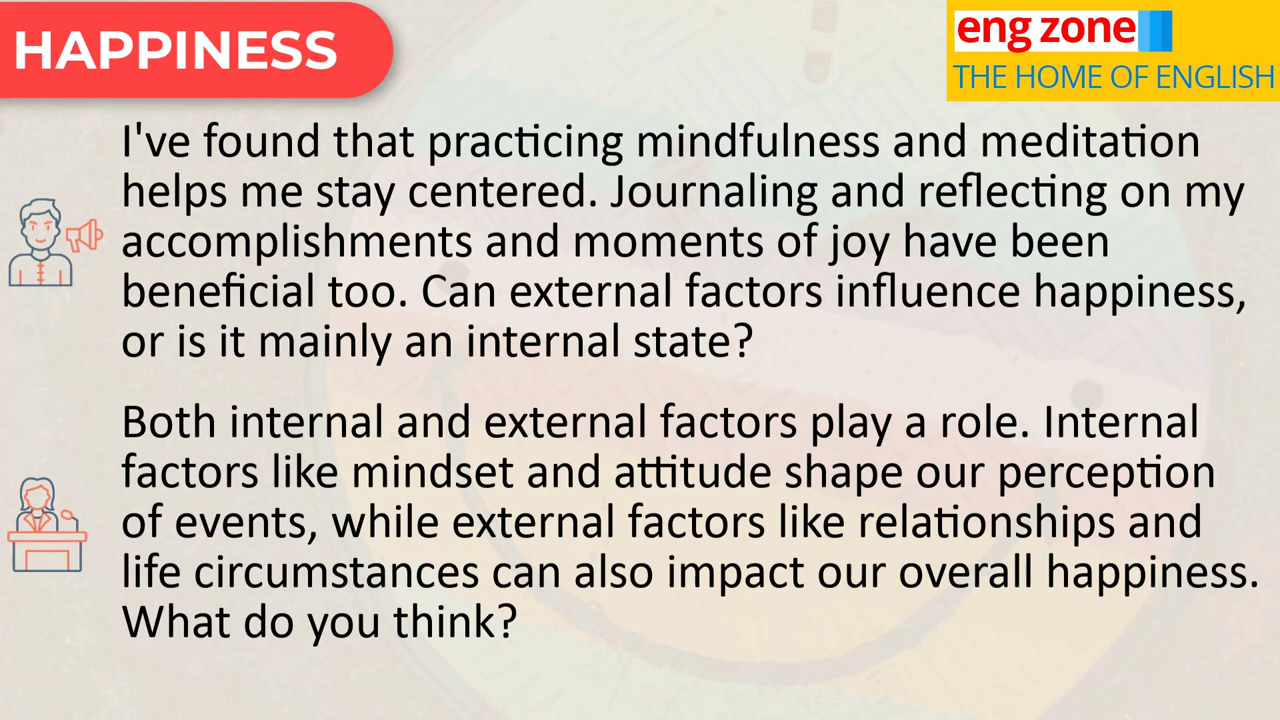 HAPPINESS
eng zone
THE HOME OF ENGLISH
I've found that practicing mindfulness and meditation
helps me stay centered. Journaling and reflecting on my
accomplishments and moments of joy have been
beneficial too. Can external factors influence happiness,
or is it mainly an internal state?
Both internal and external factors play a role. Internal
factors like mindset and attitude shape our perception
of events, while external factors like relationships and
life circumstances can also impact our overall happiness.
What do you think?